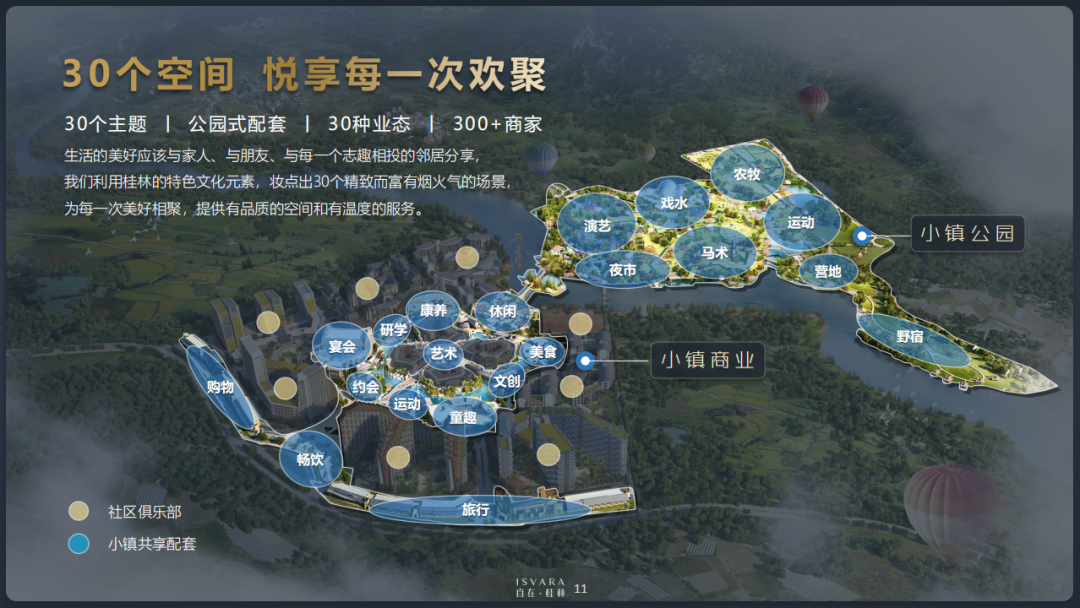 30个空间 悦享每一次欢聚
30个主题 | 公园式配套 | 30种业态 | 300+商家
生活的美好应该与家人、与朋友、与每一个志趣相投的邻居分享，
我们利用桂林的特色文化元素，妆点出30个精致而富有烟火气的场景，
为每一次美好相聚，提供有品质的空间和有温度的服务。
农牧
戏水
演艺
运动
马术
夜市
营地
小镇公园
野宿
康养
休闲
研学
宴会
艺术
美食
小镇商业
购物
约会
文创
运动
童趣
畅饮
旅行
社区俱乐部
小镇共享配套
ISVARA
自在·桂林
11